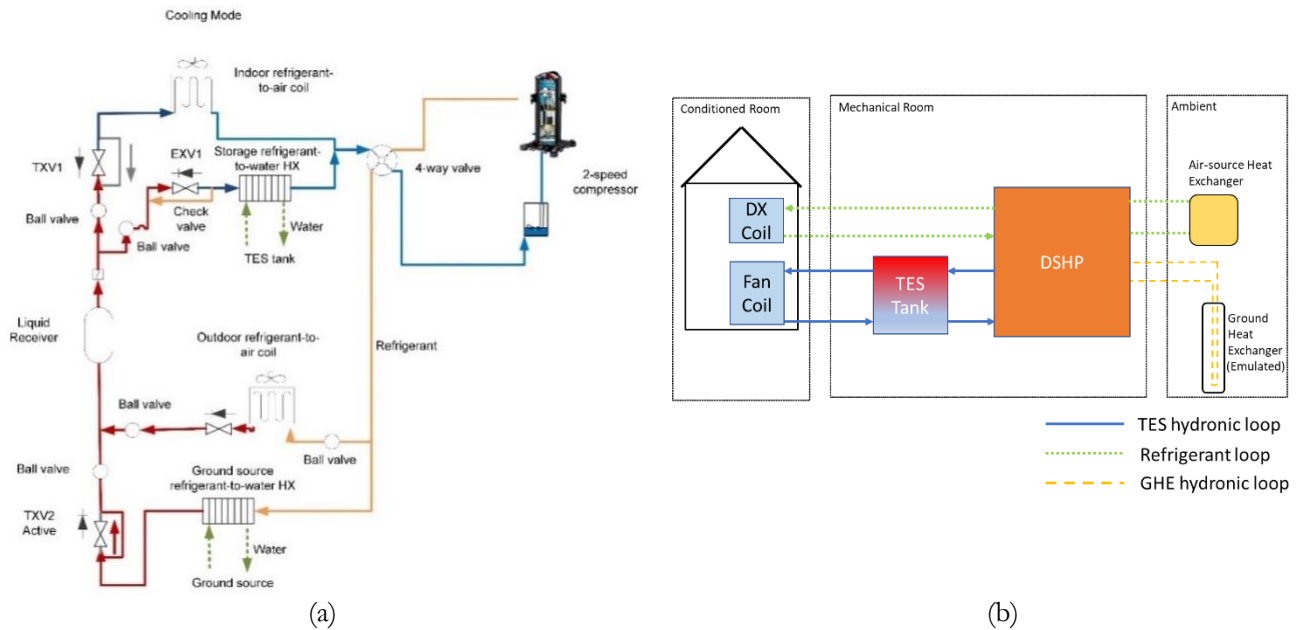 Cooling Mode
Indoor refrigerant-
to-air coil
TXV1
EXV1
Storage refrigerant-
to-water HX
4-way valve
2-speed
compressor
Ball valve
Check
valve
Ball valve
Water
TES tank
Liquid
Receiver
Outdoor refrigerant-to-
air coil
Refrigerant
Ball valve
Ball valve
Ball valve
Ground source
refrigerant-to-water HX
TXV2
Active
Water
Ground source
(a)
Conditioned Room
Mechanical Room
Ambient
Air-source Heat
Exchanger
DX
Coil
DSHP
Fan
Coil
TES
Tank
Ground
Heat
Exchanger
(Emulated)
TES hydronic loop
Refrigerant loop
GHE hydronic loop
(b)